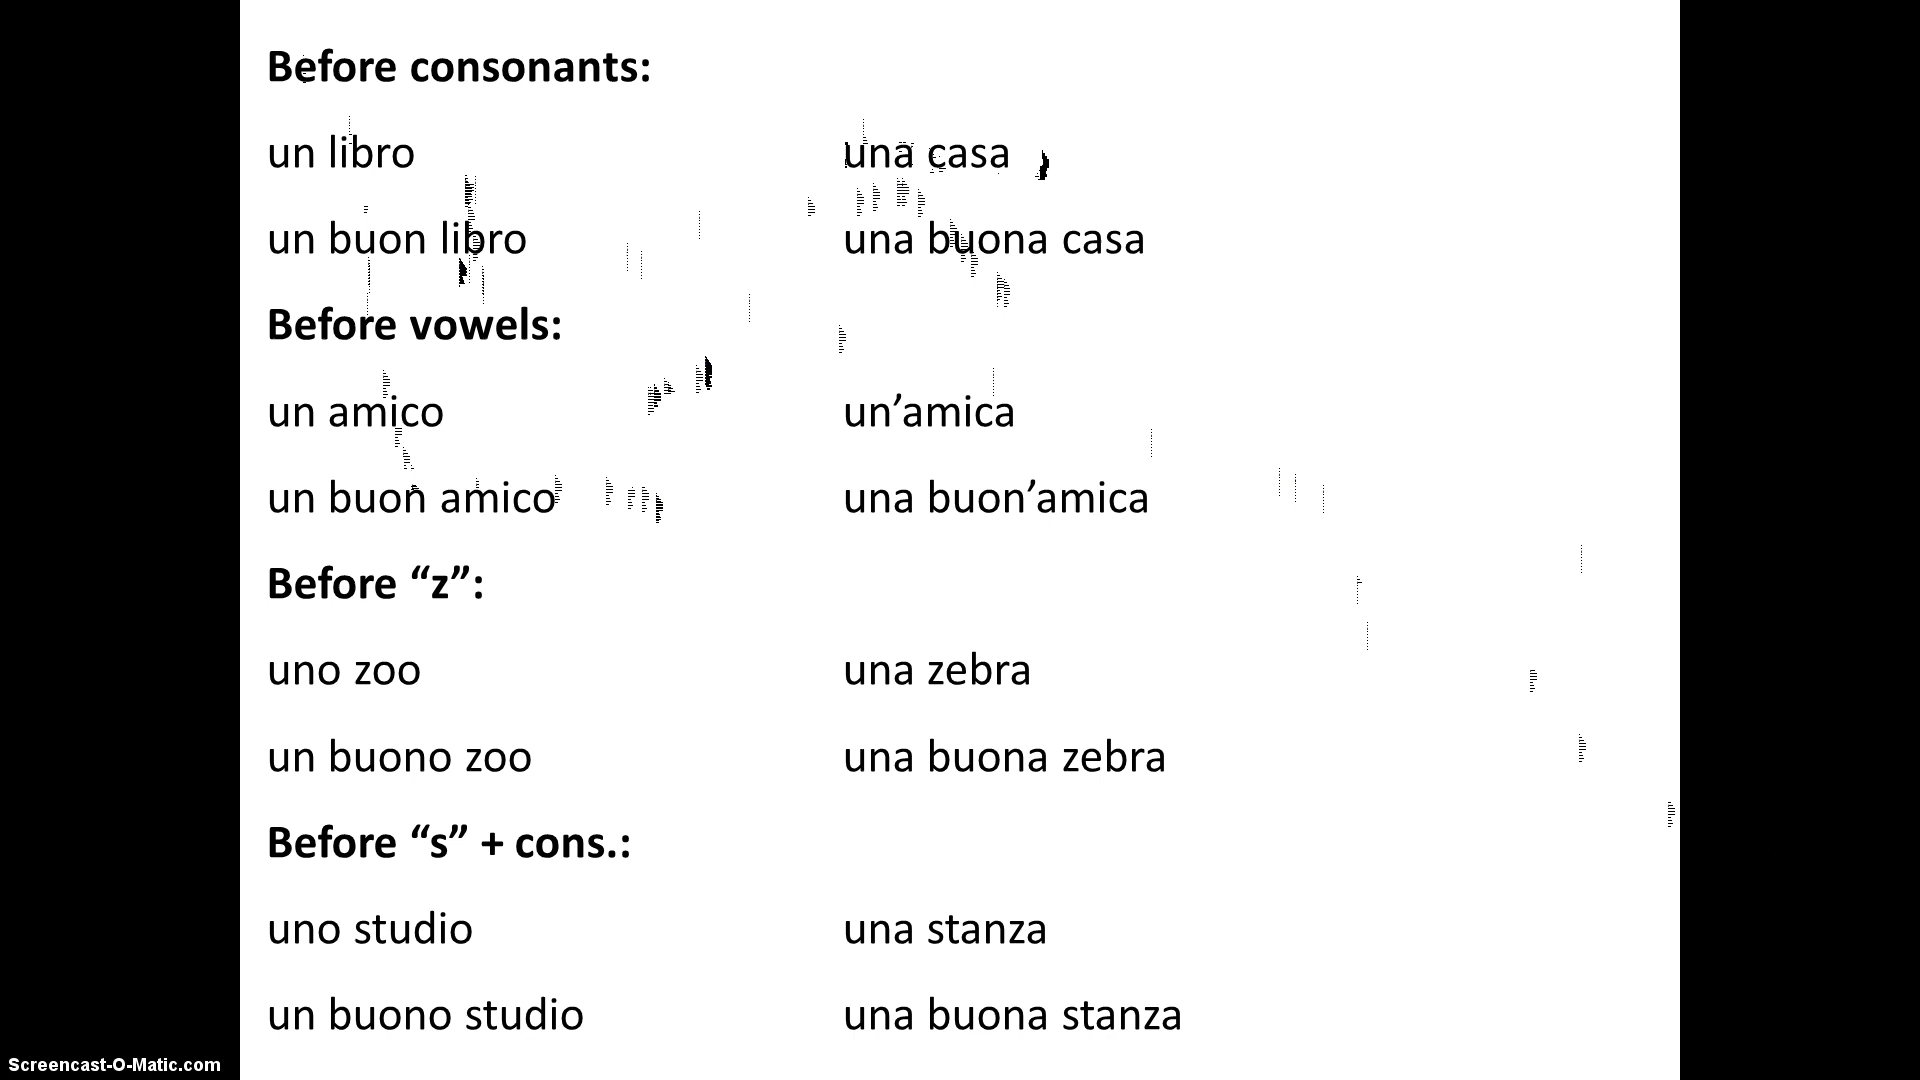 Before consonants:
un libro una casa
un buon libro una buona casa
Before vowels:
un amico un’amica
un buon amico una buon’amica
Before “z”:
uno zoo una zebra
un buono zoo una buona zebra
Before “s” + cons.:
uno studio una stanza
un buono studio una buona stanza
Screencast-O-Matic.com